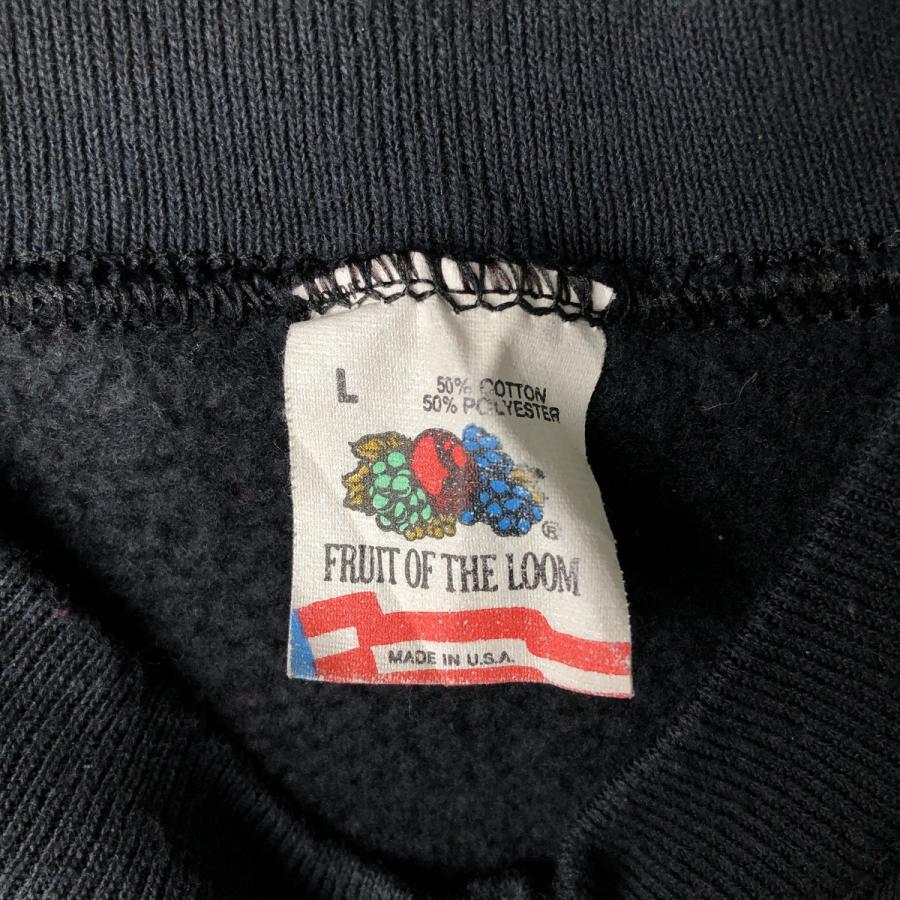 L
50% COTTON
50% POLYESTER
®
FRUIT OF THE LOOM
MADE IN U.S.A.